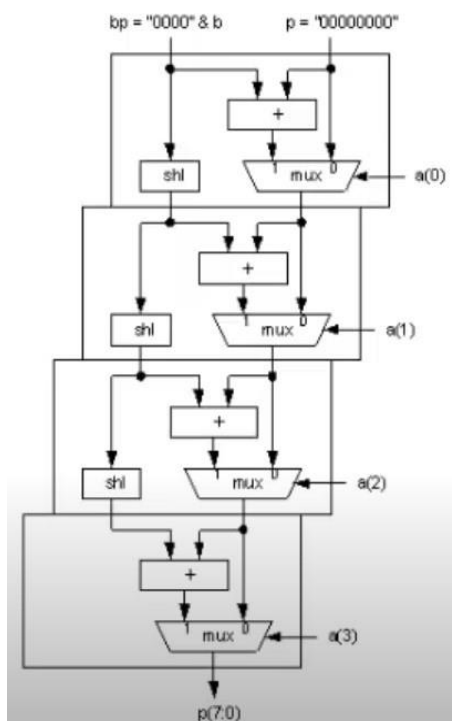 bp = "0000" & b p = "00000000"
+
shl 1 mux 0 a(0)
+
shl 1 mux 0 a(1)
+
shl 1 mux 0 a(2)
+
1 mux 0 a(3)
p(7:0)